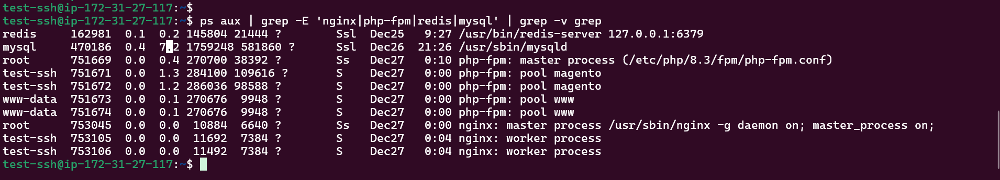 test-ssh@ip-172-31-27-117:~$
test-ssh@ip-172-31-27-117:~$ ps aux | grep -E 'nginx|php-fpm|redis|mysql' | grep -v grep
redis     162981  0.1  0.2 145804 21444 ?        Ssl  Dec25   9:27 /usr/bin/redis-server 127.0.0.1:6379
mysql     470186  0.4  7.2 1759248 581860 ?      Ssl  Dec26  21:26 /usr/sbin/mysqld
root      751669  0.0  0.4 270700 38392 ?        Ss   Dec27   0:10 php-fpm: master process (/etc/php/8.3/fpm/php-fpm.conf)
test-ssh  751671  0.0  1.3 284100 109616 ?       S    Dec27   0:00 php-fpm: pool magento
test-ssh  751672  0.0  1.2 286036 98588 ?        S    Dec27   0:00 php-fpm: pool magento
www-data  751673  0.0  0.1 270676  9948 ?        S    Dec27   0:00 php-fpm: pool www
www-data  751674  0.0  0.1 270676  9948 ?        S    Dec27   0:00 php-fpm: pool www
root      753045  0.0  0.0  10884  6640 ?        Ss   Dec27   0:00 nginx: master process /usr/sbin/nginx -g daemon on; master_process on;
test-ssh  753105  0.0  0.0  11692  7384 ?        S    Dec27   0:04 nginx: worker process
test-ssh  753106  0.0  0.0  11492  7384 ?        S    Dec27   0:04 nginx: worker process
test-ssh@ip-172-31-27-117:~$